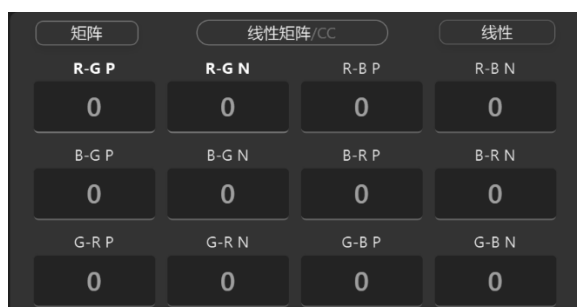 矩阵 线性矩阵/CC 线性
R-G P R-G N R-B P R-B N
0 0 0 0
B-G P B-G N B-R P B-R N
0 0 0 0
G-R P G-R N G-B P G-B N
0 0 0 0